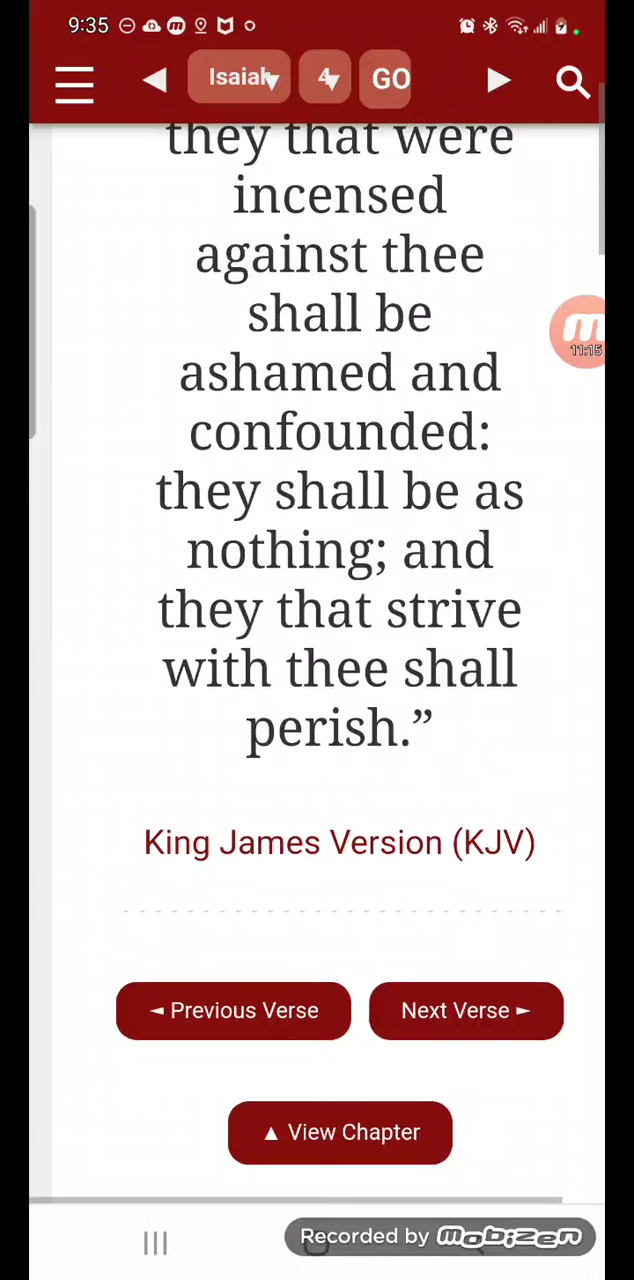 9:35
Isaiah
4
GO
they that were
incensed
against thee
shall be
ashamed and
confounded:
they shall be as
nothing; and
they that strive
with thee shall
perish.”
11:15
King James Version (KJV)
◄ Previous Verse
Next Verse ►
▲ View Chapter
Recorded by mobizen